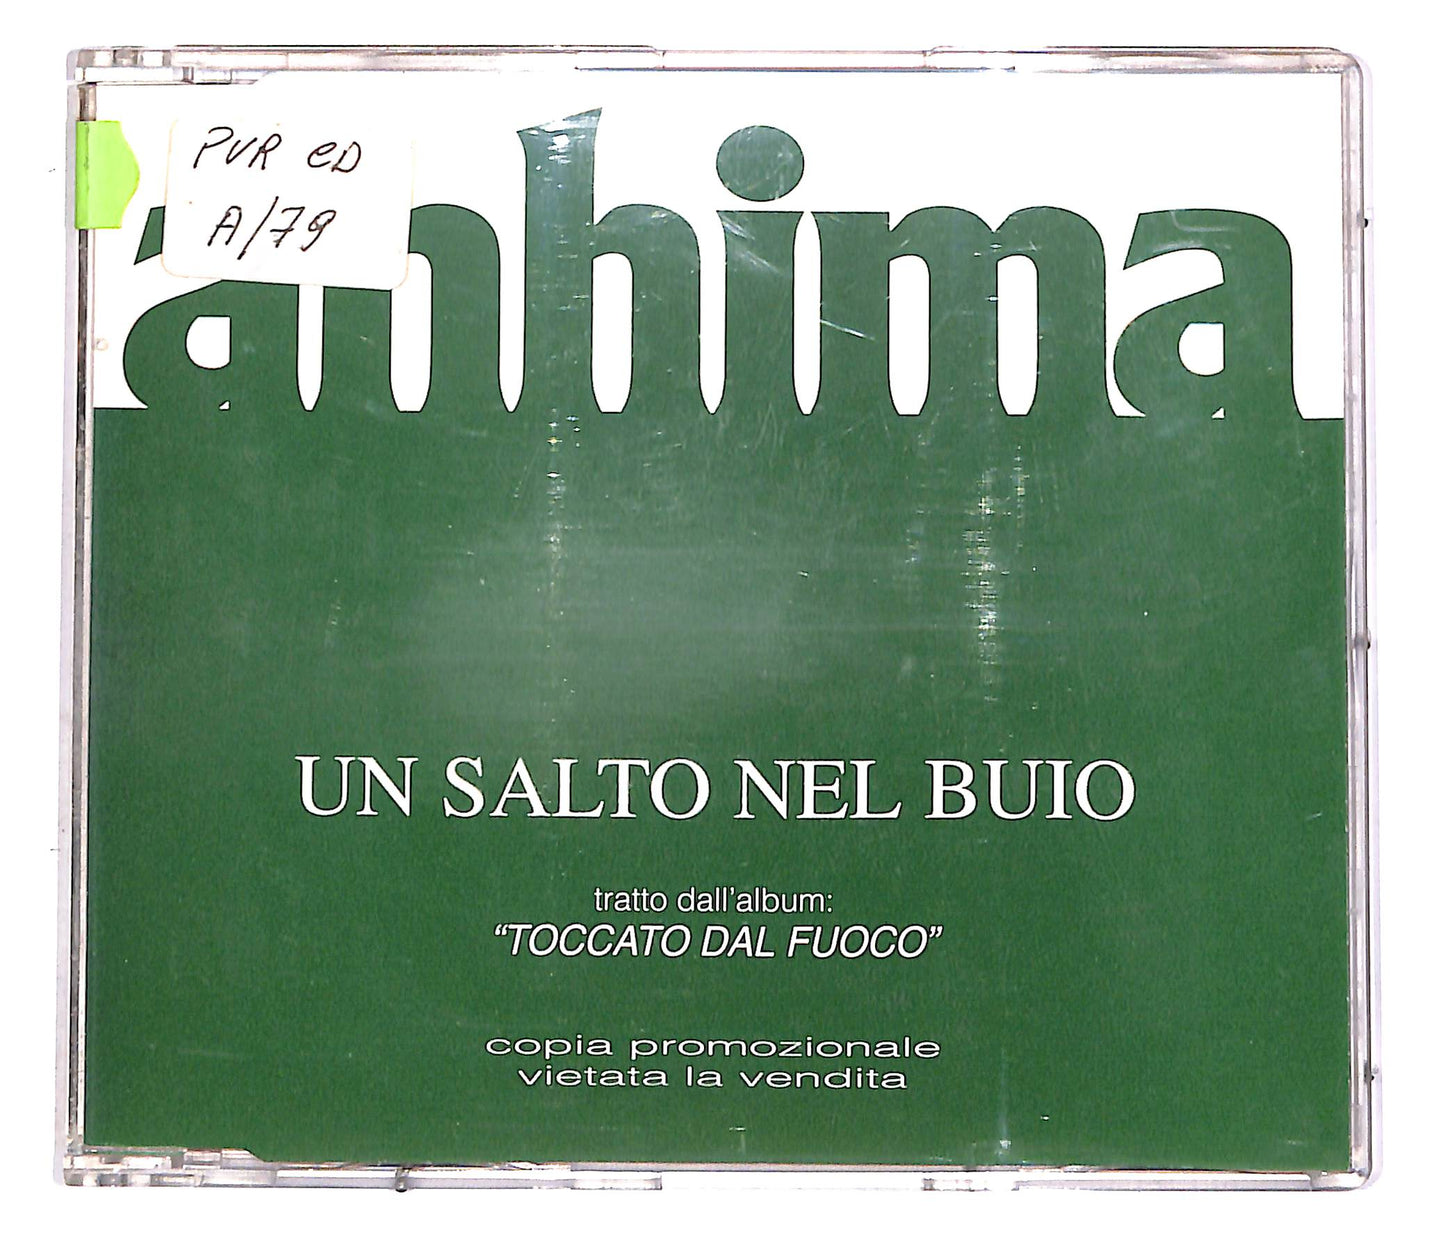 PVR CD
A/79
anhima
UN SALTO NEL BUIO
tratto dall'album:
“TOCCATO DAL FUOCO”
copia promozionale
vietata la vendita